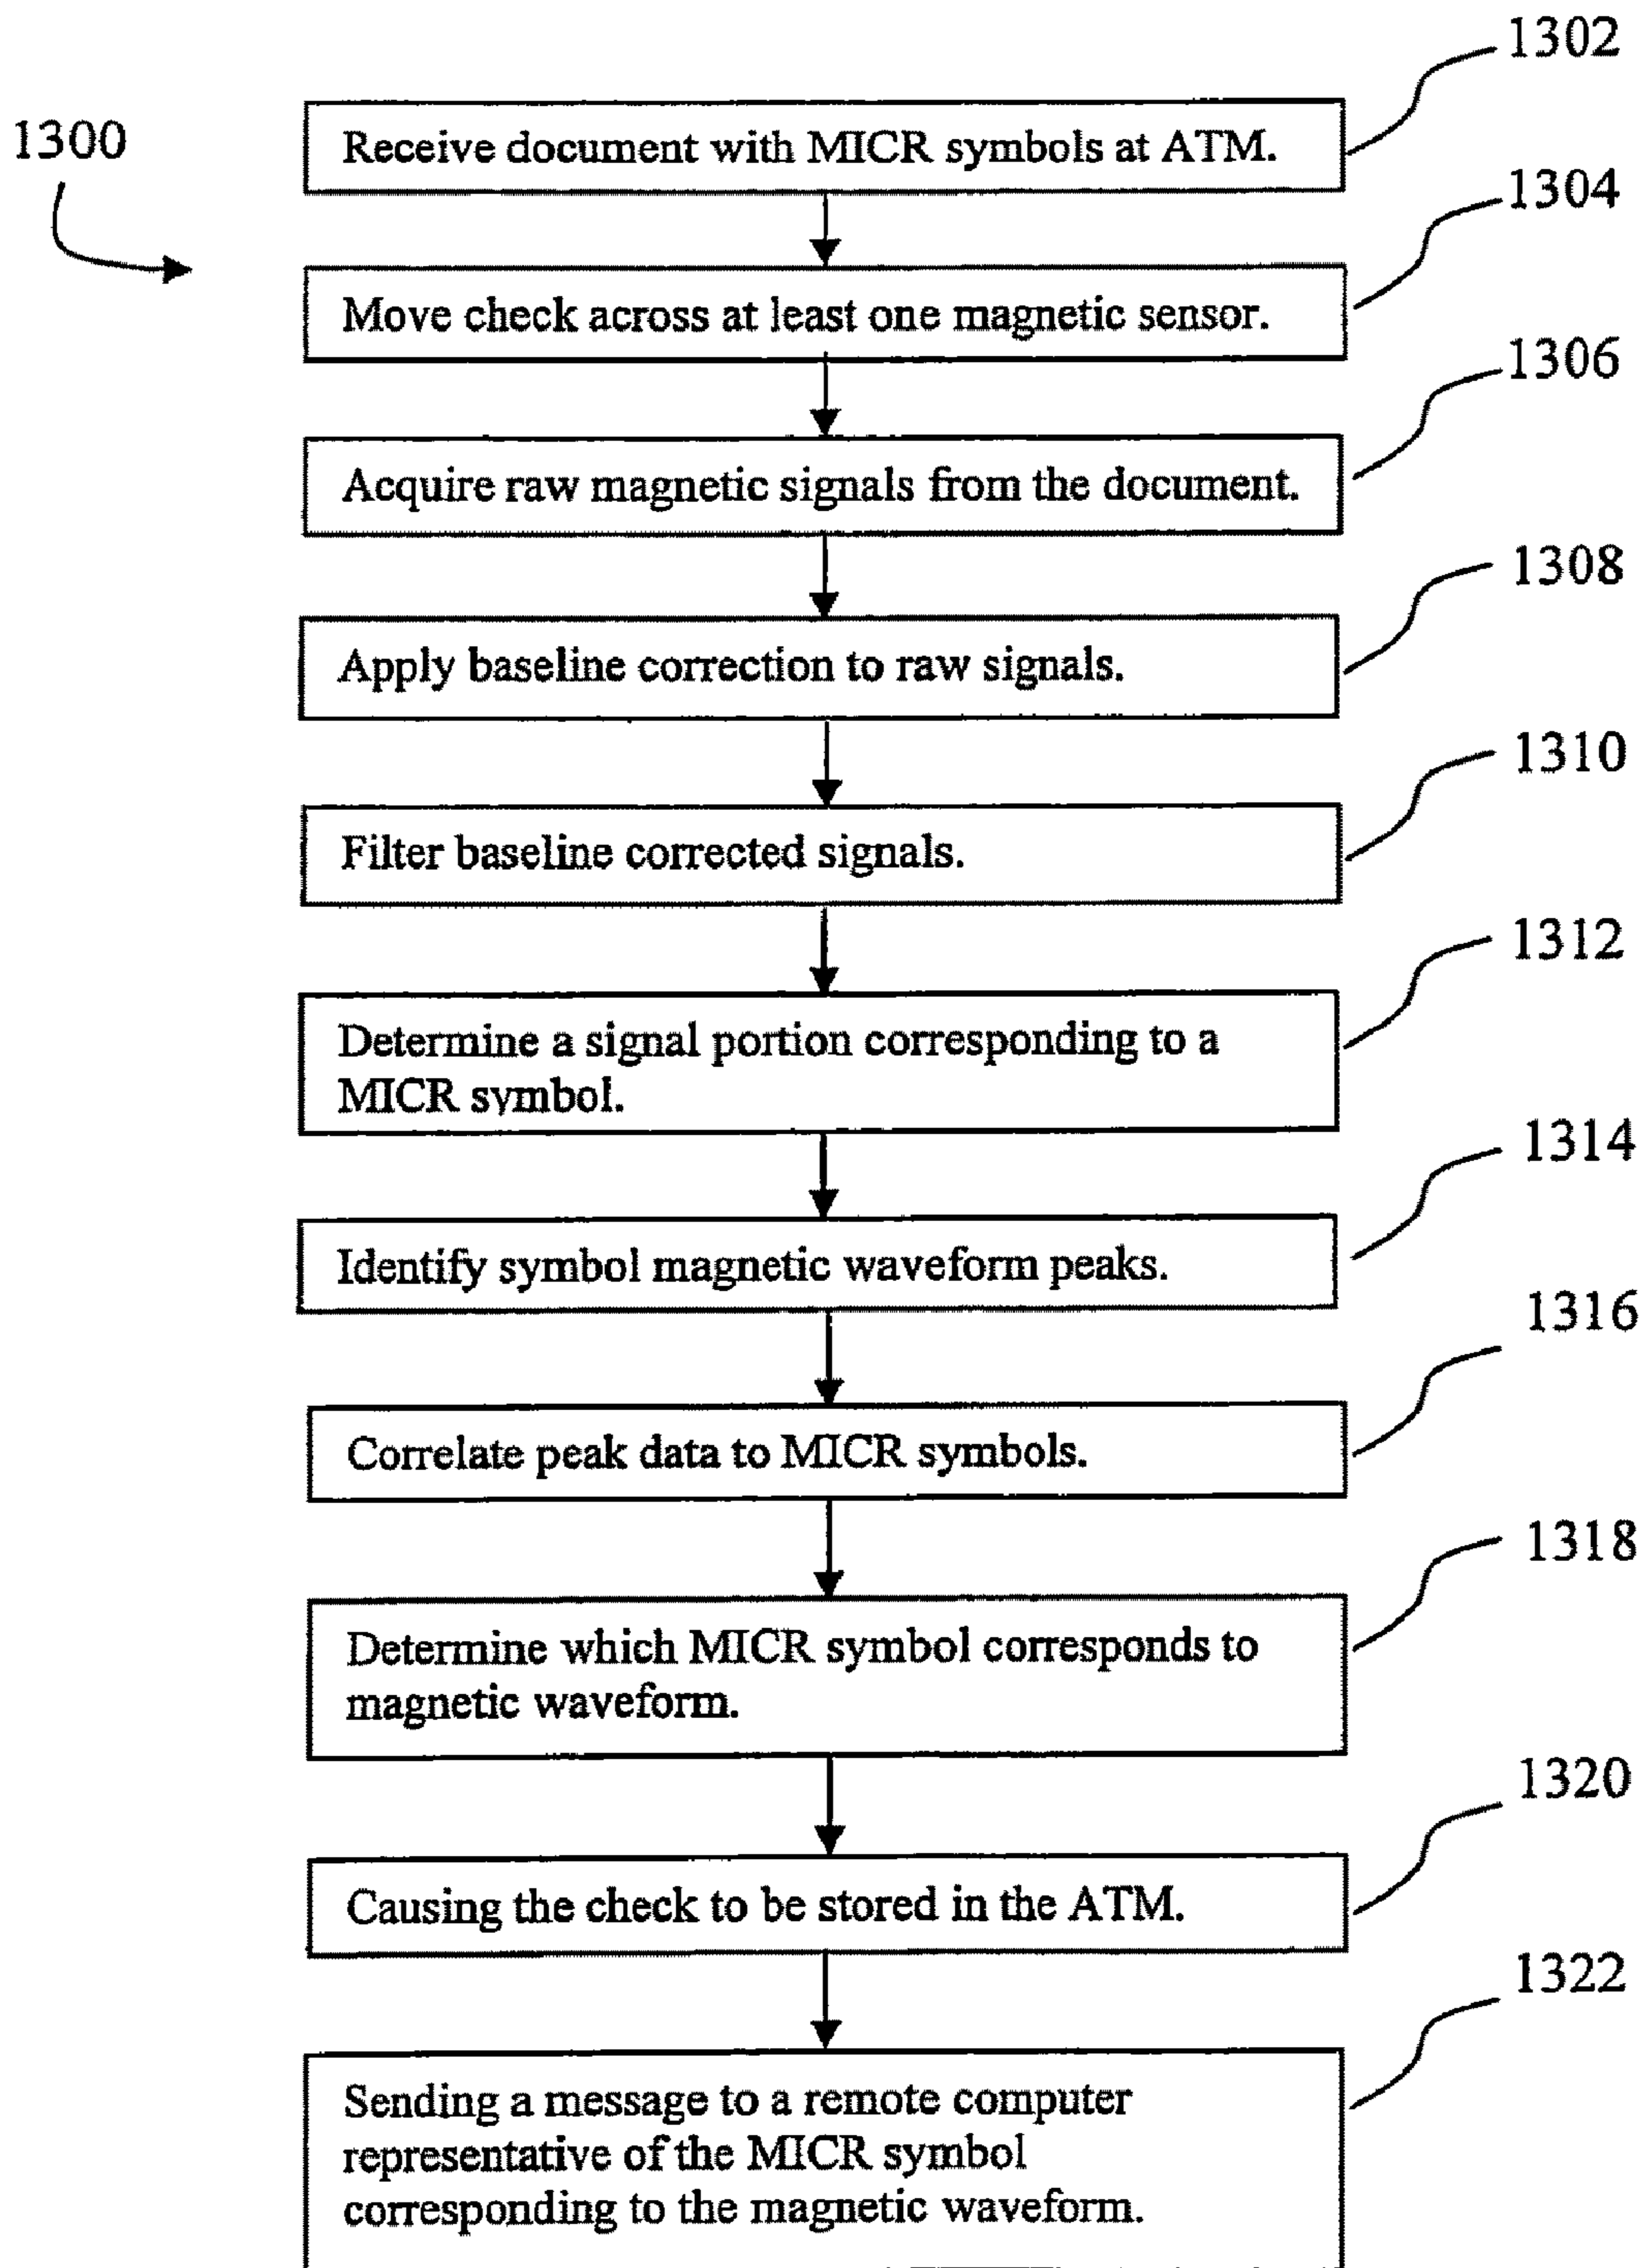 1302
1300
Receive document with MICR symbols at ATM.
1304
Move check across at least one magnetic sensor.
1306
Acquire raw magnetic signals from the document.
1308
Apply baseline correction to raw signals.
1310
Filter baseline corrected signals.
1312
Determine a signal portion corresponding to a
MICR symbol.
1314
Identify symbol magnetic waveform peaks.
1316
Correlate peak data to MICR symbols.
1318
Determine which MICR symbol corresponds to
magnetic waveform.
1320
Causing the check to be stored in the ATM.
1322
Sending a message to a remote computer
representative of the MICR symbol
corresponding to the magnetic waveform.